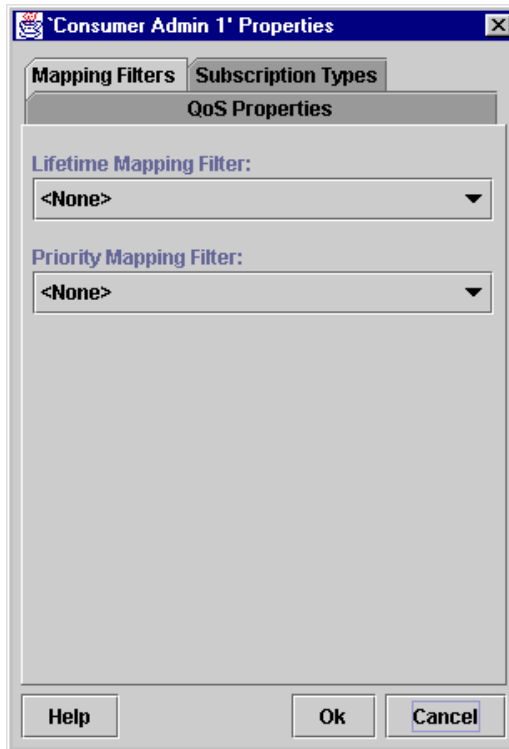 `Consumer Admin 1' Properties
Mapping Filters Subscription Types
QoS Properties
Lifetime Mapping Filter:
<None>
Priority Mapping Filter:
<None>
Help Ok Cancel